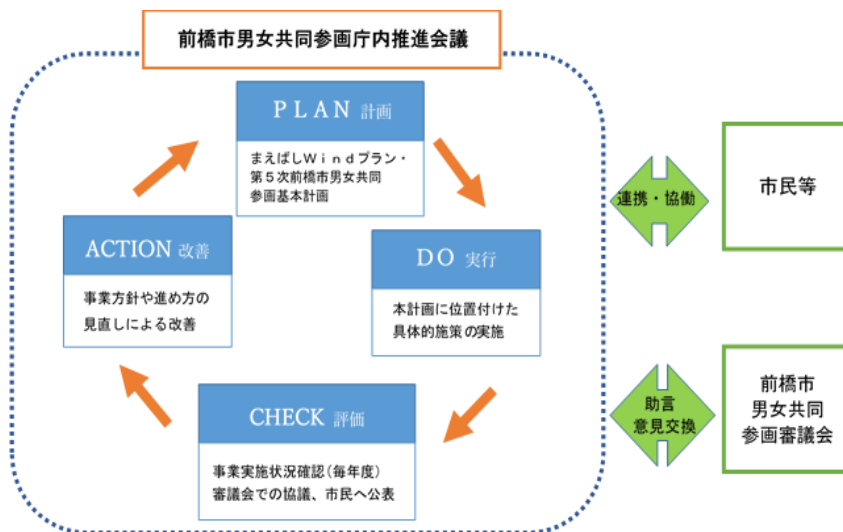 前橋市男女共同参画庁内推進会議
ＰＬＡＮ 計画
まえばしＷｉｎｄプラン・
第５次前橋市男女共同
参画基本計画
ACTION 改善
事業方針や進め方の
見直しによる改善
ＤＯ 実行
本計画に位置付けた
具体的施策の実施
CHECK 評価
事業実施状況確認（毎年度）
審議会での協議、市民へ公表
連携・協働
市民等
助言
意見交換
前橋市
男女共同
参画審議会